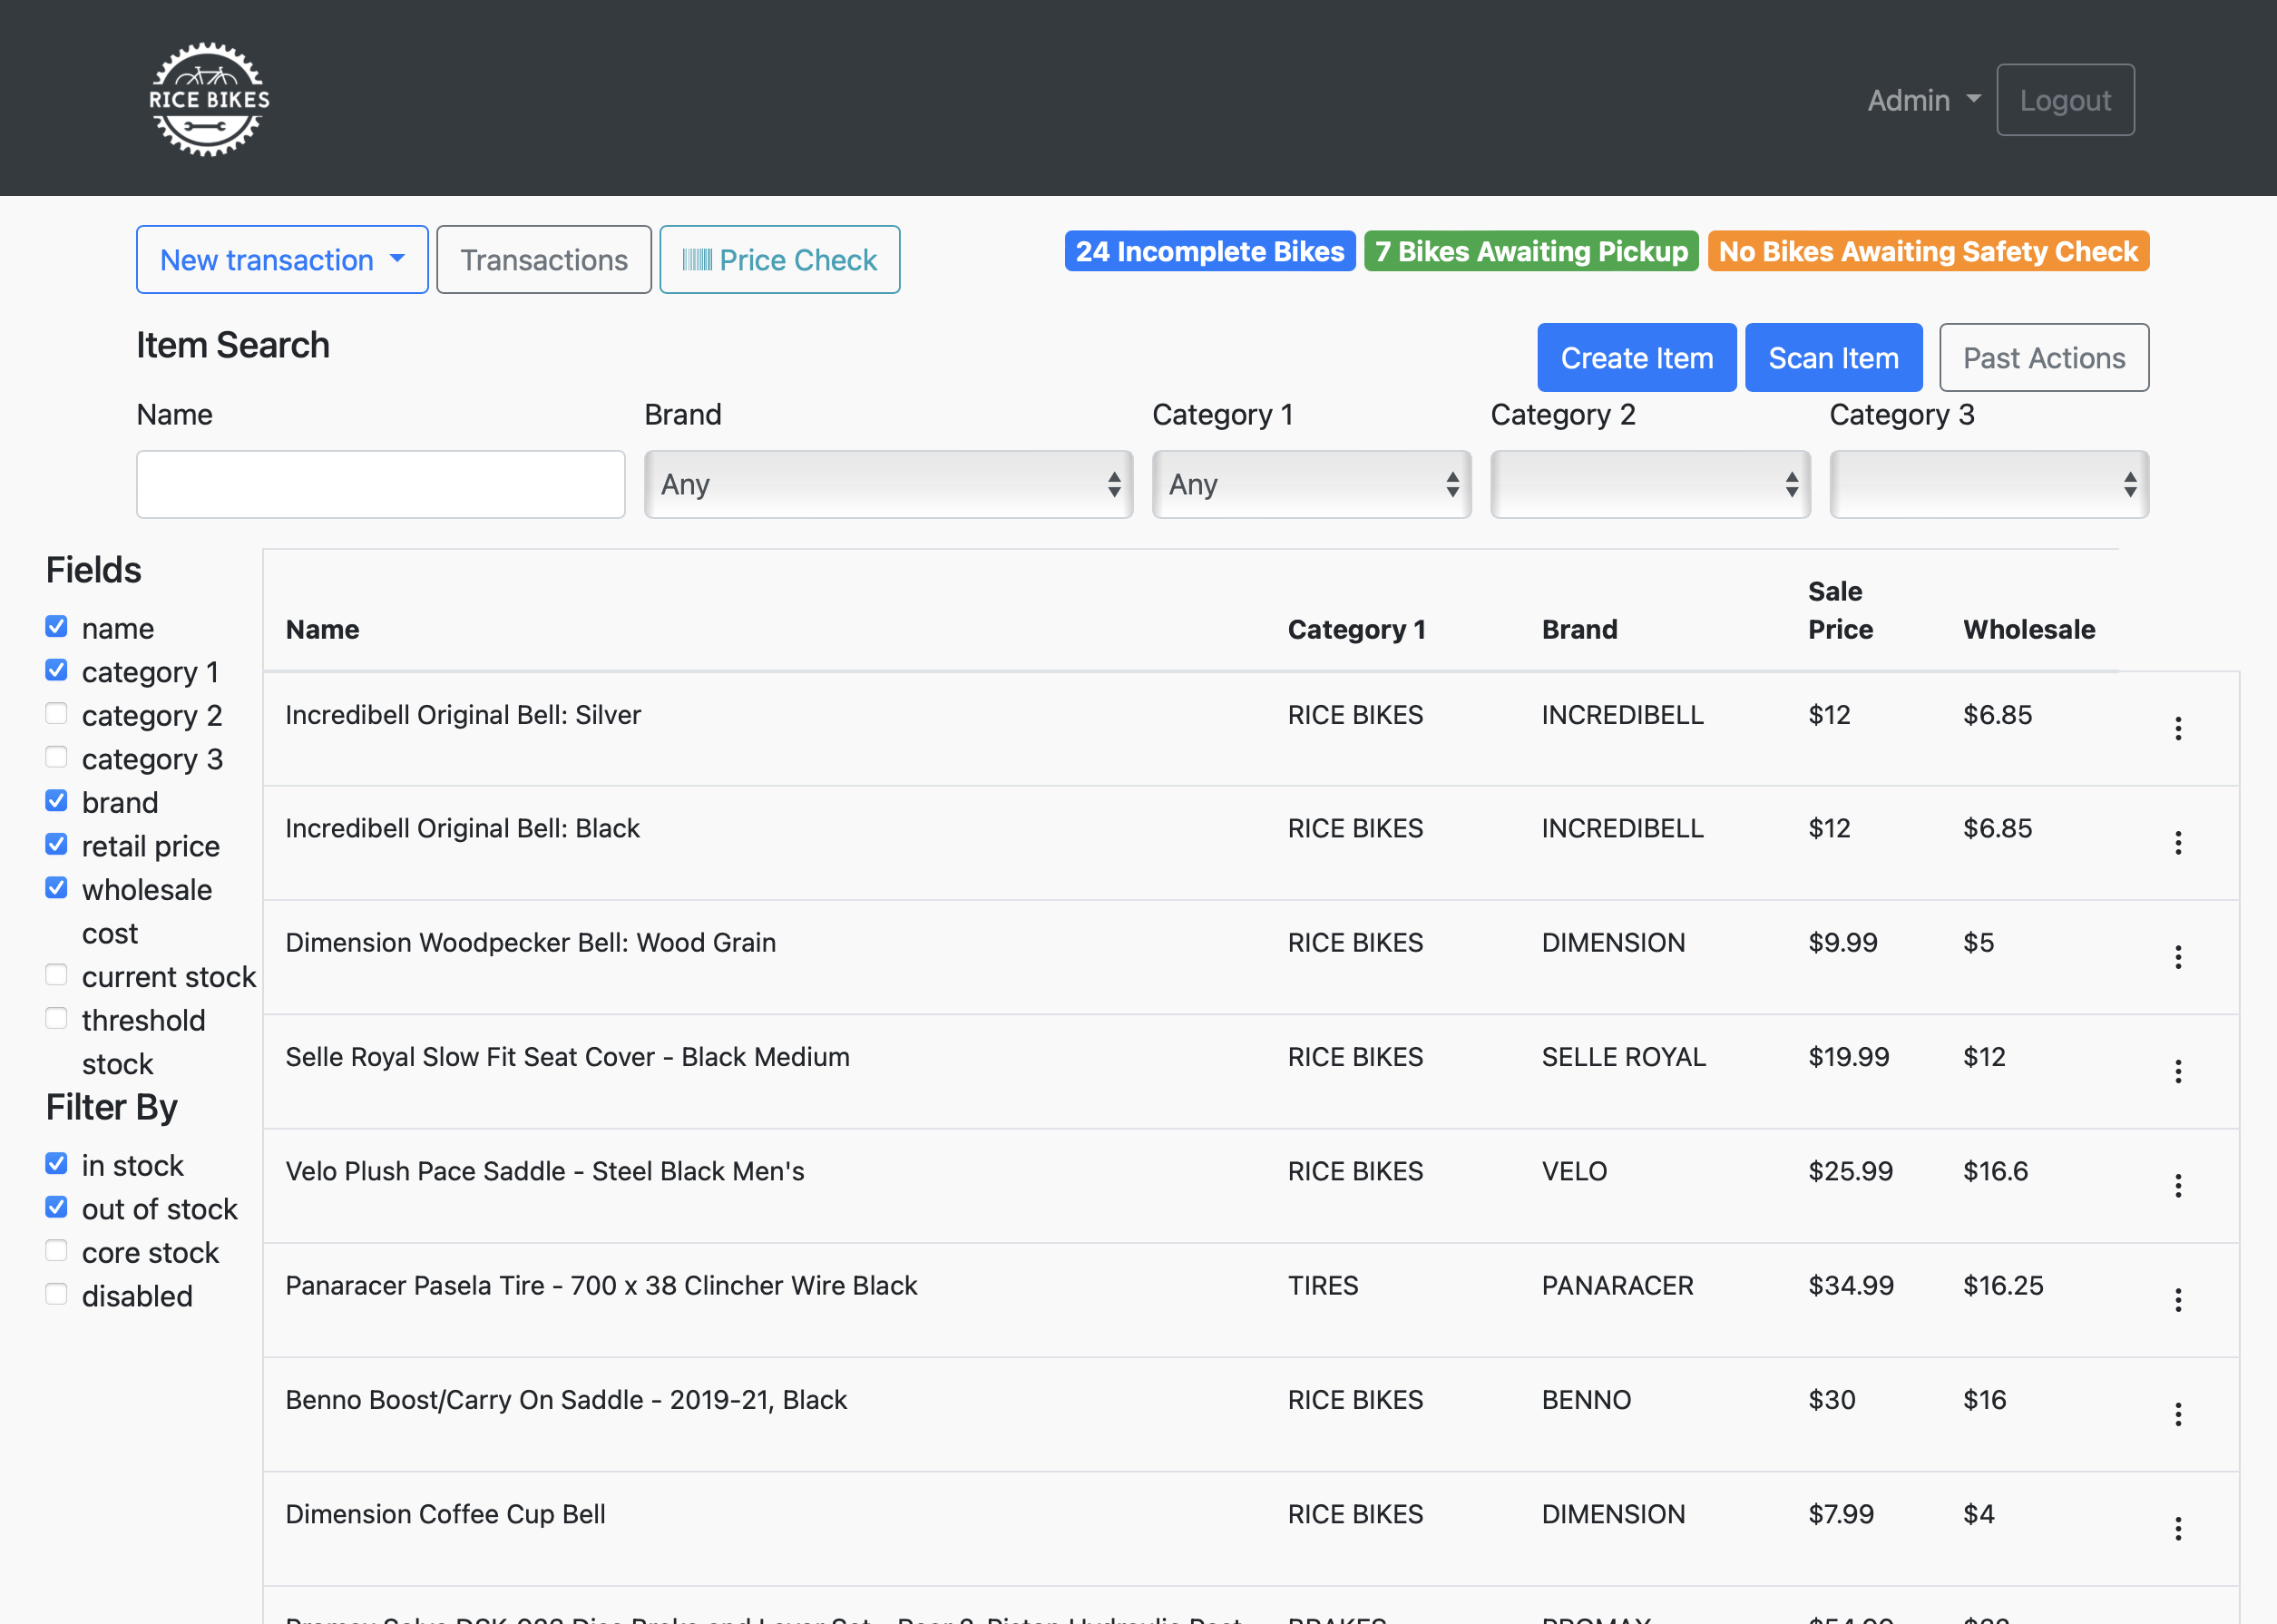 RICE BIKES
Admin
Logout
New transaction
Transactions
Price Check
24 Incomplete Bikes
7 Bikes Awaiting Pickup
No Bikes Awaiting Safety Check
Item Search
Create Item
Scan Item
Past Actions
Name
Brand
Category 1
Category 2
Category 3
Any
Any
Fields
name
category 1
category 2
category 3
brand
retail price
wholesale
cost
current stock
threshold
stock
Filter By
in stock
out of stock
core stock
disabled
Name Category 1 Brand Sale Price Wholesale
Incredibell Original Bell: Silver RICE BIKES INCREDIBELL $12 $6.85
Incredibell Original Bell: Black RICE BIKES INCREDIBELL $12 $6.85
Dimension Woodpecker Bell: Wood Grain RICE BIKES DIMENSION $9.99 $5
Selle Royal Slow Fit Seat Cover - Black Medium RICE BIKES SELLE ROYAL $19.99 $12
Velo Plush Pace Saddle - Steel Black Men's RICE BIKES VELO $25.99 $16.6
Panaracer Pasela Tire - 700 x 38 Clincher Wire Black TIRES PANARACER $34.99 $16.25
Benno Boost/Carry On Saddle - 2019-21, Black RICE BIKES BENNO $30 $16
Dimension Coffee Cup Bell RICE BIKES DIMENSION $7.99 $4